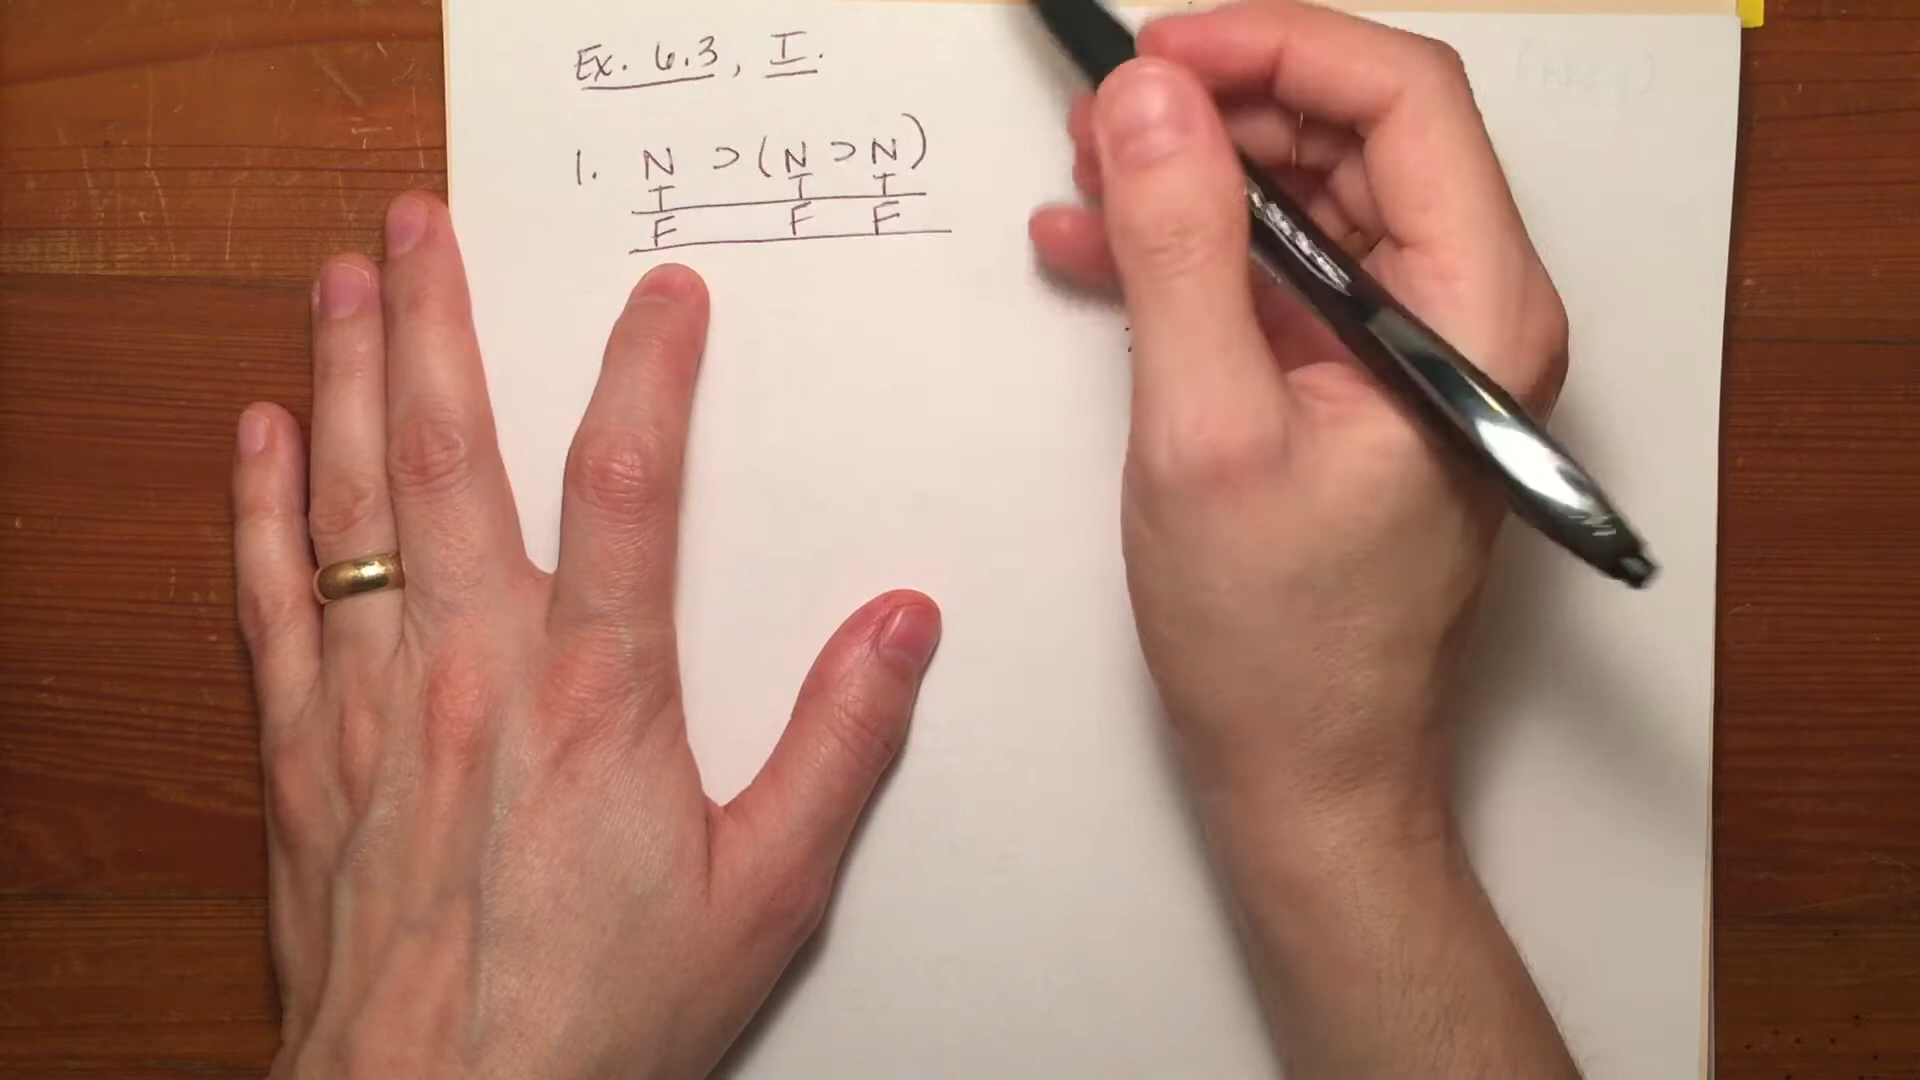 Ex. 6.3, I.
1. N ⊃ (N ⊃ N)
T T T
F F F